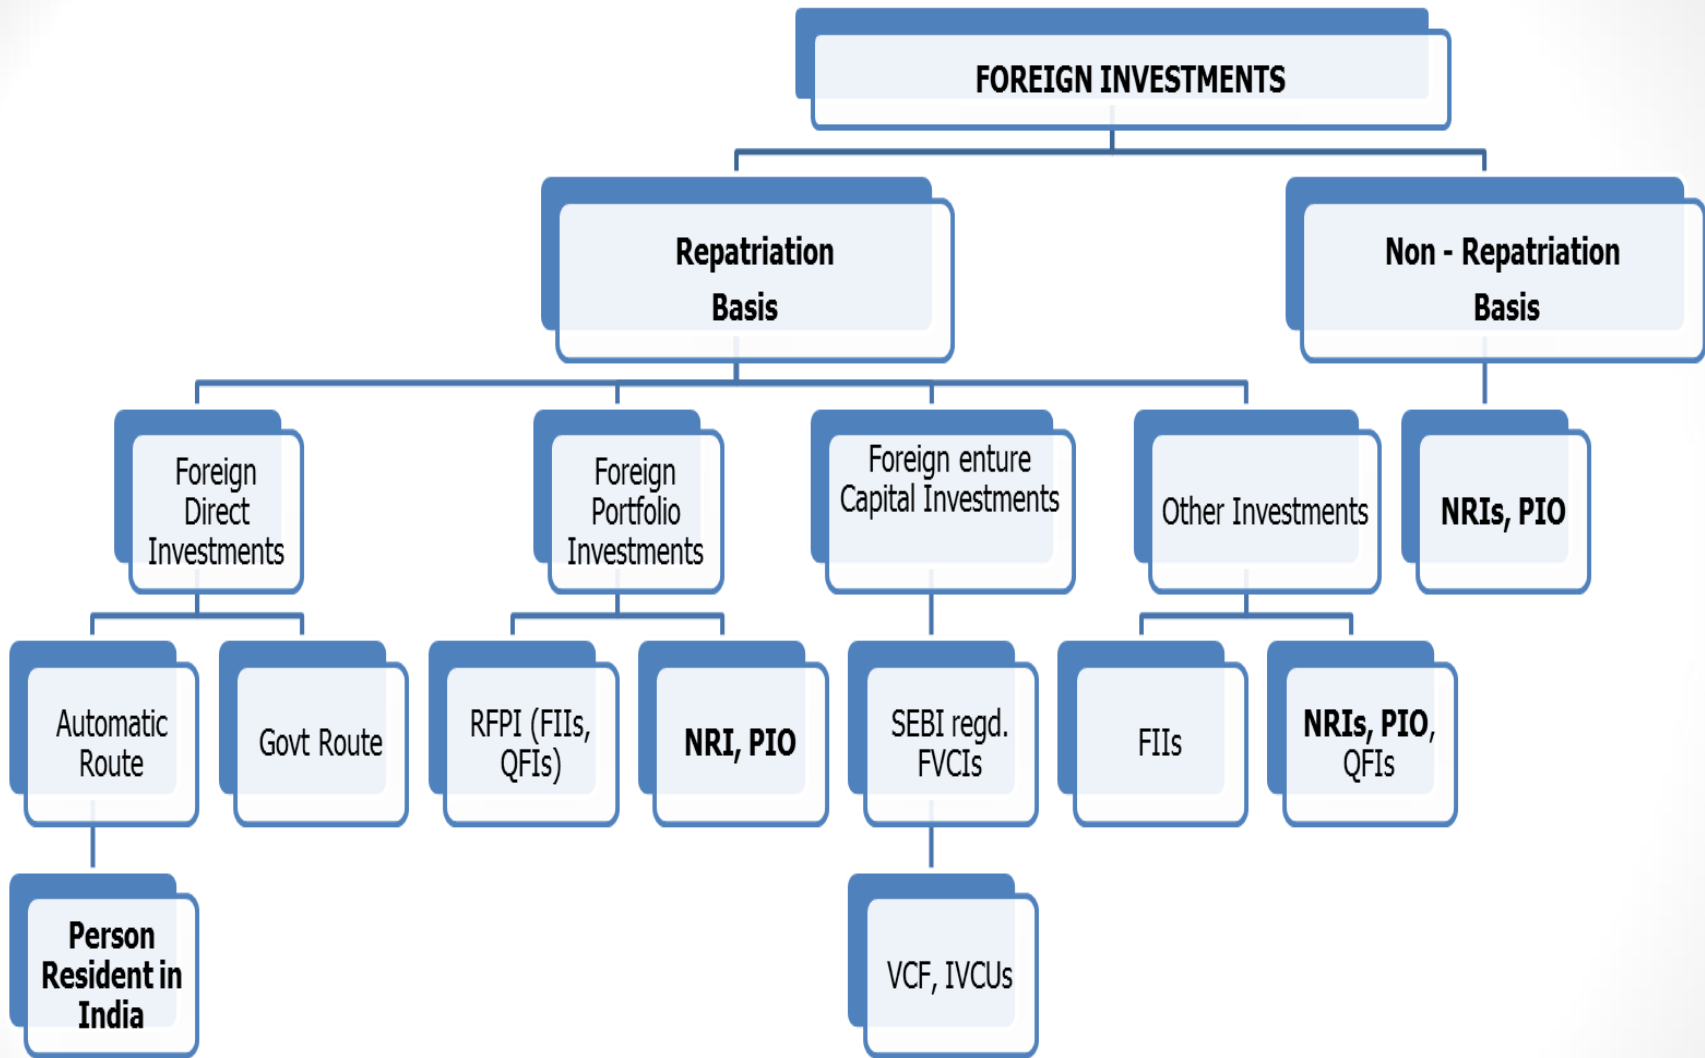 FOREIGN INVESTMENTS
Repatriation
Basis
Non - Repatriation
Basis
Foreign
Direct
Investments
Foreign
Portfolio
Investments
Foreign enture
Capital Investments
Other Investments
NRIs, PIO
Automatic
Route
Govt Route
RFPI (FIIs,
QFIs)
NRI, PIO
SEBI regd.
FVCIs
FIIs
NRIs, PIO,
QFIs
Person
Resident in
India
VCF, IVCUs